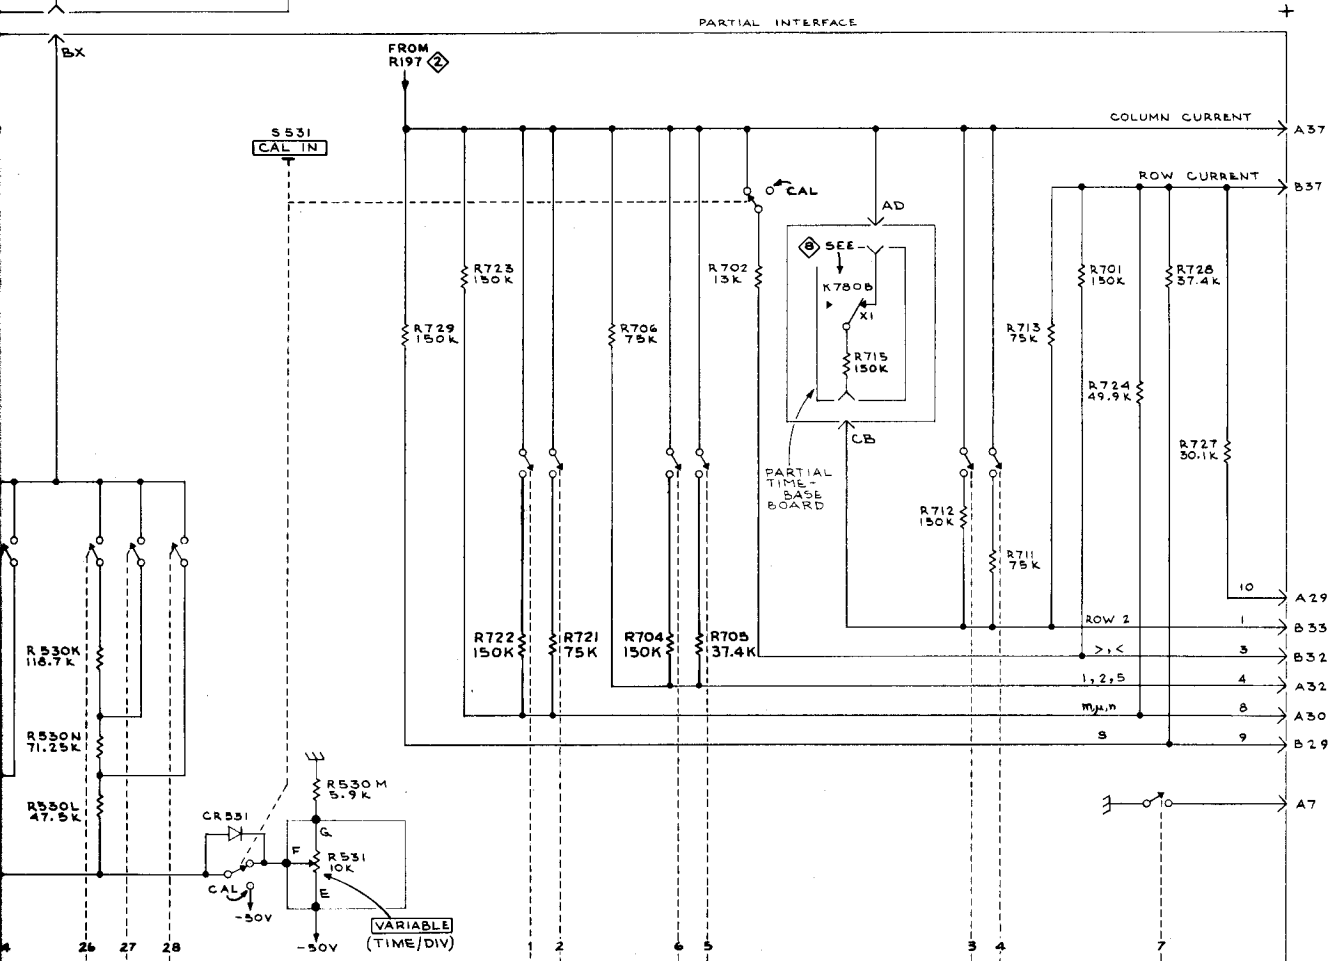 PARTIAL INTERFACE
BX
FROM
R197 2
COLUMN CURRENT
A37
S531
CAL IN
ROW CURRENT
B37
CAL
AD
8 SEE
K780B
X1
R715
150K
CB
PARTIAL
TIME-
BASE
BOARD
R723
150K
R729
150K
R706
75K
R702
13K
R713
75K
R701
150K
R728
37.4K
R724
49.9K
R727
30.1K
R712
150K
R711
75K
R722
150K
R721
75K
R704
150K
R705
37.4K
10 A29
ROW 2 1 B33
>,< 3 B32
1,2,5 4 A32
m,µ,n 8 A30
S 9 B29
A7
R530K
118.7K
R530N
71.25K
R530L
47.5K
R530M
5.9K
CR531
G
F
R531
10K
E
CAL
-50V
-50V
VARIABLE
(TIME/DIV)
4 26 27 28 1 2 6 5 3 4 7